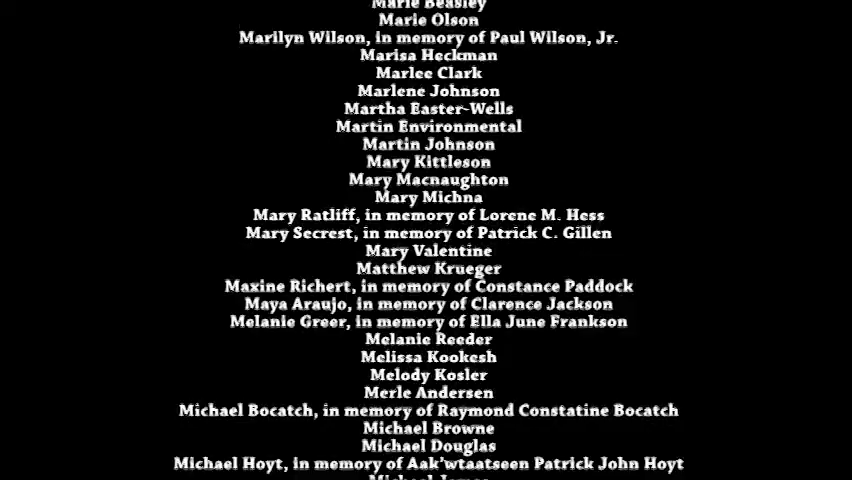 Marie Beasley
Marie Olson
Marilyn Wilson, in memory of Paul Wilson, Jr.
Marisa Heckman
Marlee Clark
Marlene Johnson
Martha Easter-Wells
Martin Environmental
Martin Johnson
Mary Kittleson
Mary Macnaughton
Mary Michna
Mary Ratliff, in memory of Lorene M. Hess
Mary Secrest, in memory of Patrick C. Gillen
Mary Valentine
Matthew Krueger
Maxine Richert, in memory of Constance Paddock
Maya Araujo, in memory of Clarence Jackson
Melanie Greer, in memory of Ella June Frankson
Melanie Reeder
Melissa Kookesh
Melody Kosler
Merle Andersen
Michael Bocatch, in memory of Raymond Constatine Bocatch
Michael Browne
Michael Douglas
Michael Hoyt, in memory of Aak'wtaatseen Patrick John Hoyt
Michael